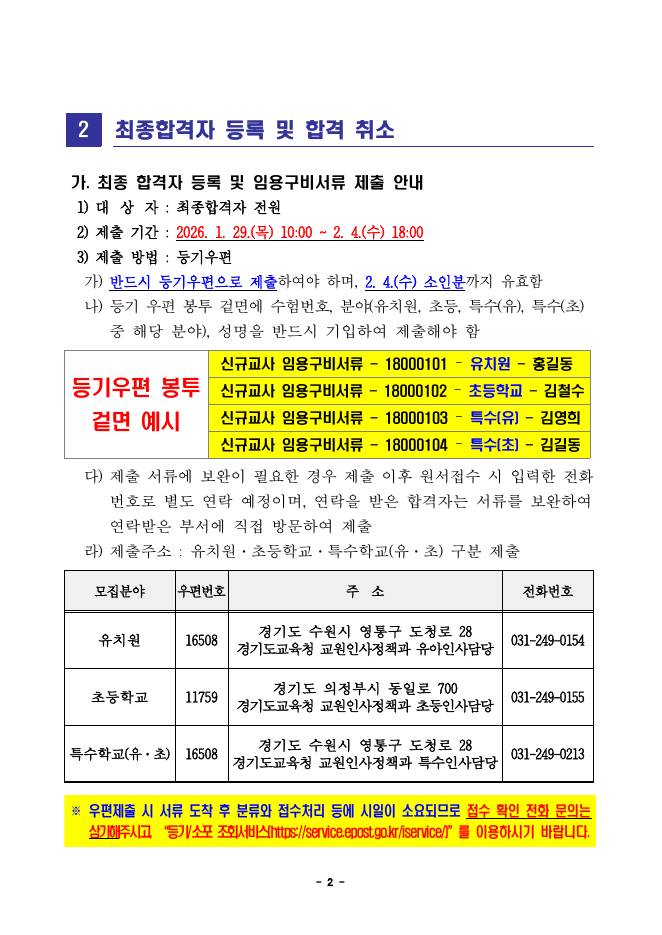 2 최종합격자 등록 및 합격 취소
가. 최종 합격자 등록 및 임용구비서류 제출 안내
1) 대 상 자 : 최종합격자 전원
2) 제출 기간 : 2026. 1. 29.(목) 10:00 ~ 2. 4.(수) 18:00
3) 제출 방법 : 등기우편
가) 반드시 등기우편으로 제출하여야 하며, 2. 4.(수) 소인분까지 유효함
나) 등기 우편 봉투 겉면에 수험번호, 분야(유치원, 초등, 특수(유), 특수(초)
중 해당 분야), 성명을 반드시 기입하여 제출해야 함
등기우편 봉투
겉면 예시
신규교사 임용구비서류 - 18000101 - 유치원 - 홍길동
신규교사 임용구비서류 - 18000102 - 초등학교 - 김철수
신규교사 임용구비서류 - 18000103 - 특수(유) - 김영희
신규교사 임용구비서류 - 18000104 - 특수(초) - 김길동
다) 제출 서류에 보완이 필요한 경우 제출 이후 원서접수 시 입력한 전화
번호로 별도 연락 예정이며, 연락을 받은 합격자는 서류를 보완하여
연락받은 부서에 직접 방문하여 제출
라) 제출주소 : 유치원·초등학교·특수학교(유·초) 구분 제출
모집분야 우편번호 주 소 전화번호
유치원 16508 경기도 수원시 영통구 도청로 28
경기도교육청 교원인사정책과 유아인사담당 031-249-0154
초등학교 11759 경기도 의정부시 동일로 700
경기도교육청 교원인사정책과 초등인사담당 031-249-0155
특수학교(유·초) 16508 경기도 수원시 영통구 도청로 28
경기도교육청 교원인사정책과 특수인사담당 031-249-0213
※ 우편제출 시 서류 도착 후 분류와 접수처리 등에 시일이 소요되므로 접수 확인 전화 문의는
삼가해주시고, "등기/소포 조회서비스(https://service.epost.go.kr/iservice/)"를 이용하시기 바랍니다.
- 2 -